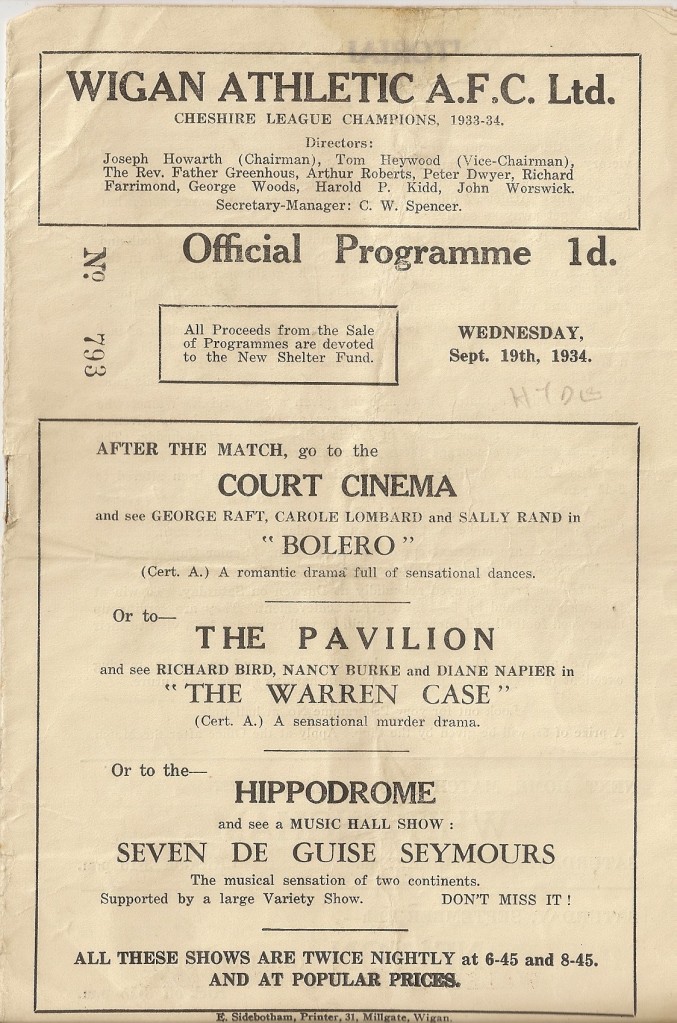 WIGAN ATHLETIC A.F.C. Ltd.
CHESHIRE LEAGUE CHAMPIONS, 1933-34.
Directors:
Joseph Howarth (Chairman), Tom Heywood (Vice-Chairman),
The Rev. Father Greenhous, Arthur Roberts, Peter Dwyer, Richard
Farrimond, George Woods, Harold P. Kidd, John Worswick.
Secretary-Manager: C. W. Spencer.
Official Programme 1d.
No. 793
All Proceeds from the Sale
of Programmes are devoted
to the New Shelter Fund.
WEDNESDAY,
Sept. 19th, 1934.
HYDE
AFTER THE MATCH, go to the
COURT CINEMA
and see GEORGE RAFT, CAROLE LOMBARD and SALLY RAND in
"BOLERO"
(Cert. A.) A romantic drama full of sensational dances.
Or to—
THE PAVILION
and see RICHARD BIRD, NANCY BURKE and DIANE NAPIER in
"THE WARREN CASE"
(Cert. A.) A sensational murder drama.
Or to the—
HIPPODROME
and see a MUSIC HALL SHOW :
SEVEN DE GUISE SEYMOURS
The musical sensation of two continents.
Supported by a large Variety Show. DON'T MISS IT !
ALL THESE SHOWS ARE TWICE NIGHTLY at 6-45 and 8-45.
AND AT POPULAR PRICES.
E. Sidebotham, Printer, 31, Millgate, Wigan.